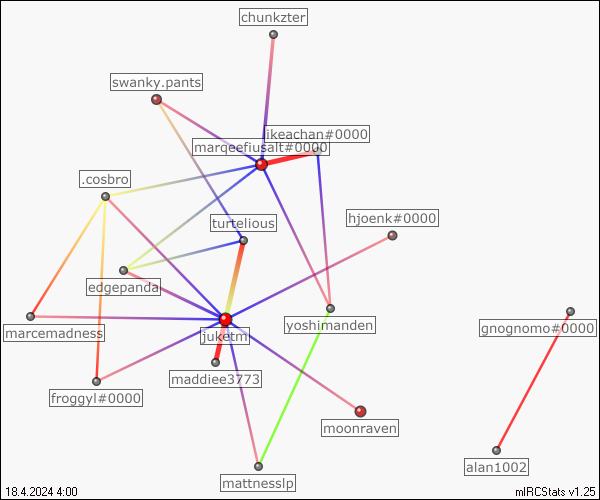 chunkzter
swanky.pants
ikeachan#0000
marqeefiusalt#0000
.cosbro
turtelious
hjoenk#0000
edgepanda
yoshimanden
gnognomo#0000
marcemadness
juketm
maddiee3773
froggyl#0000
moonraven
mattnesslp
alan1002
18.4.2024 4:00
mIRCStats v1.25